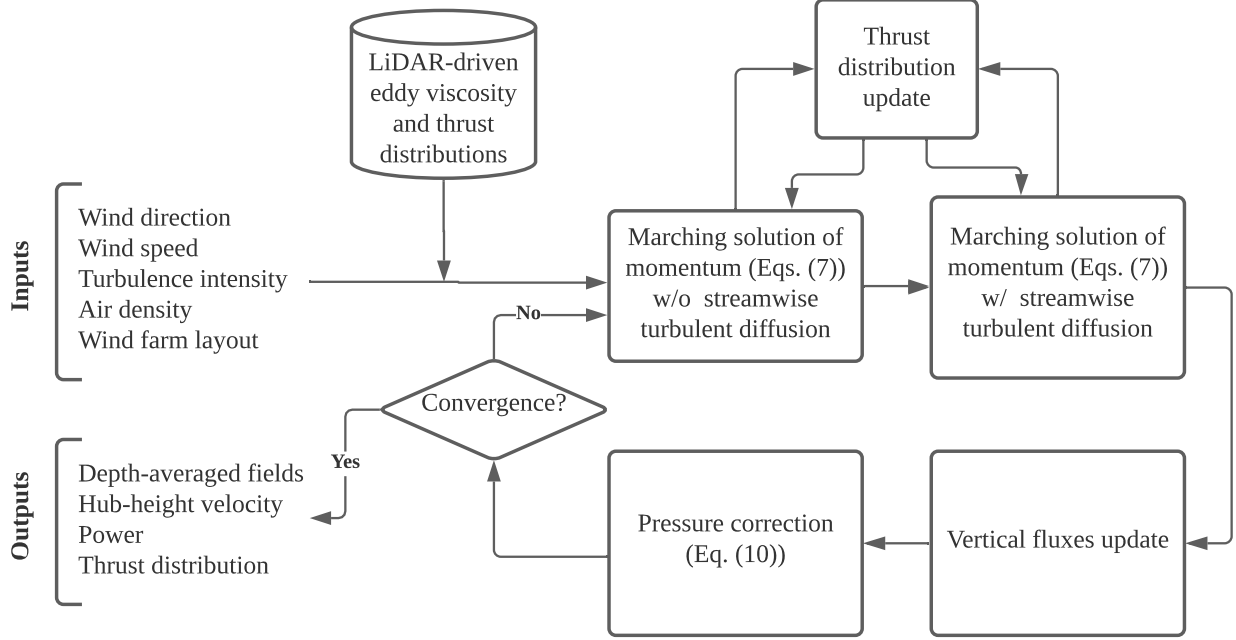 LiDAR-driven
eddy viscosity
and thrust
distributions
Thrust
distribution
update
Inputs
Wind direction
Wind speed
Turbulence intensity
Air density
Wind farm layout
Marching solution of
momentum (Eqs. (7))
w/o streamwise
turbulent diffusion
Marching solution of
momentum (Eqs. (7))
w/ streamwise
turbulent diffusion
No
Convergence?
Yes
Outputs
Depth-averaged fields
Hub-height velocity
Power
Thrust distribution
Pressure correction
(Eq. (10))
Vertical fluxes update